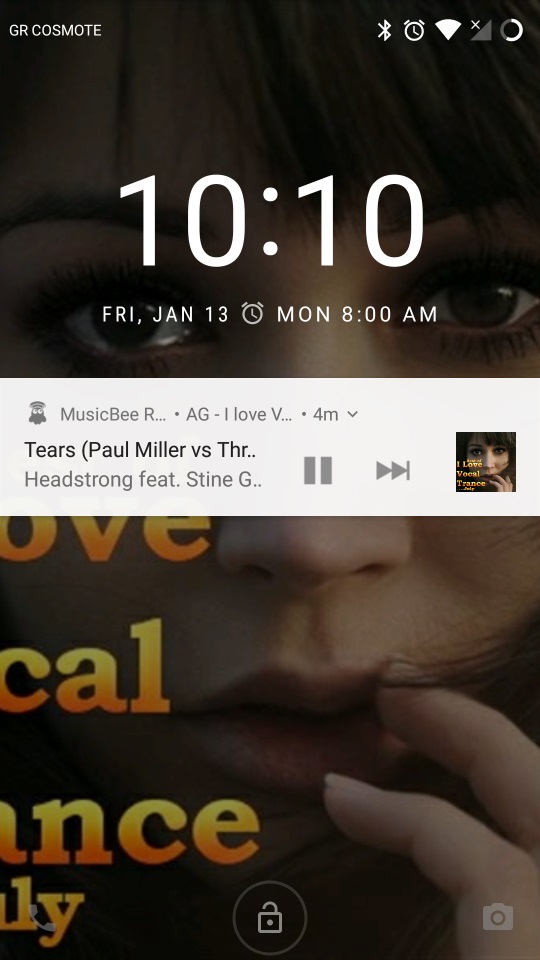 GR COSMOTE
10:10
FRI, JAN 13 MON 8:00 AM
MusicBee R... • AG - I love V... • 4m
Tears (Paul Miller vs Thr..
Headstrong feat. Stine G..
I Love
Vocal
Trance
July
ove
cal
ance
uly